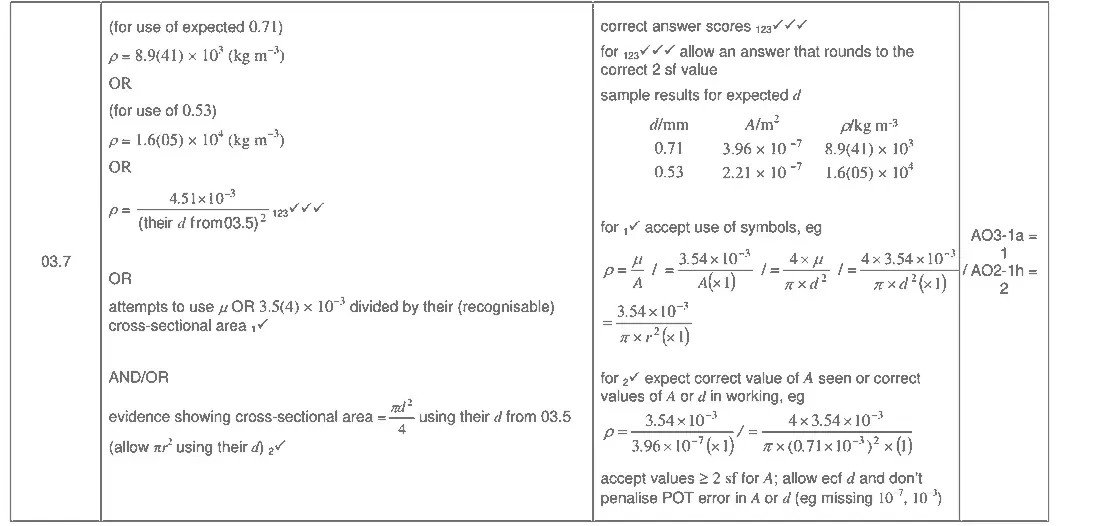 03.7
(for use of expected 0.71)
ρ = 8.9(41) × 10³ (kg m⁻³)
OR
(for use of 0.53)
ρ = 1.6(05) × 10⁴ (kg m⁻³)
OR
ρ = 4.51×10⁻³ / (their d from03.5)² ₁₂₃✓✓✓
OR
attempts to use μ OR 3.5(4) × 10⁻³ divided by their (recognisable)
cross-sectional area ₁✓
AND/OR
evidence showing cross-sectional area = πd²/4 using their d from 03.5
(allow πr² using their d) ₂✓
correct answer scores ₁₂₃✓✓✓
for ₁₂₃✓✓✓ allow an answer that rounds to the
correct 2 sf value
sample results for expected d
d/mm A/m² ρ/kg m⁻³
0.71 3.96 × 10⁻⁷ 8.9(41) × 10³
0.53 2.21 × 10⁻⁷ 1.6(05) × 10⁴
for ₁✓ accept use of symbols, eg
ρ = μ/A / = 3.54×10⁻³ / A(×1) / = 4×μ / π×d² / = 4×3.54×10⁻³ / π×d²(×1) /
= 3.54×10⁻³ / π×r²(×1)
for ₂✓ expect correct value of A seen or correct
values of A or d in working, eg
ρ = 3.54×10⁻³ / 3.96×10⁻⁷(×1) / = 4×3.54×10⁻³ / π×(0.71×10⁻³)²×(1)
accept values ≥ 2 sf for A; allow ecf d and don't
penalise POT error in A or d (eg missing 10⁻⁷, 10⁻³)
AO3-1a =
1
AO2-1h =
2